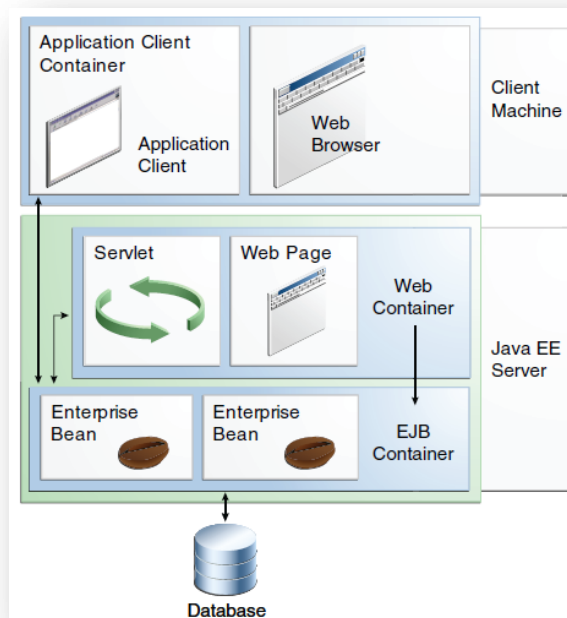 Application Client
Container
Application
Client
Web
Browser
Client
Machine
Servlet
Web Page
Web
Container
Java EE
Server
Enterprise
Bean
Enterprise
Bean
EJB
Container
Database